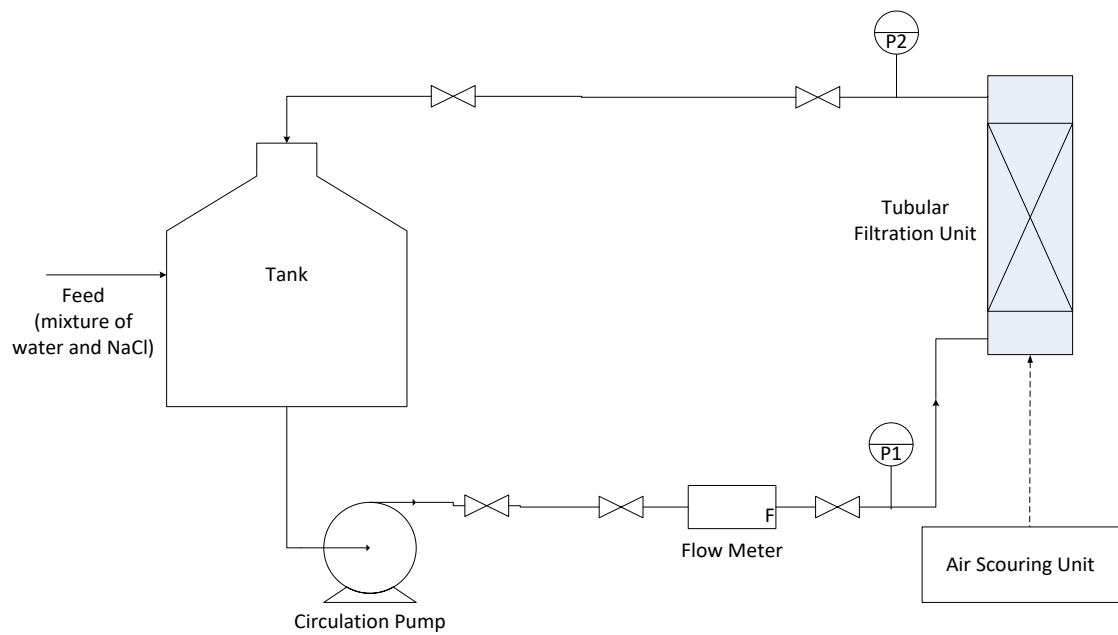 P2
Tubular
Filtration Unit
Tank
Feed
(mixture of
water and NaCl)
P1
F
Flow Meter
Air Scouring Unit
Circulation Pump